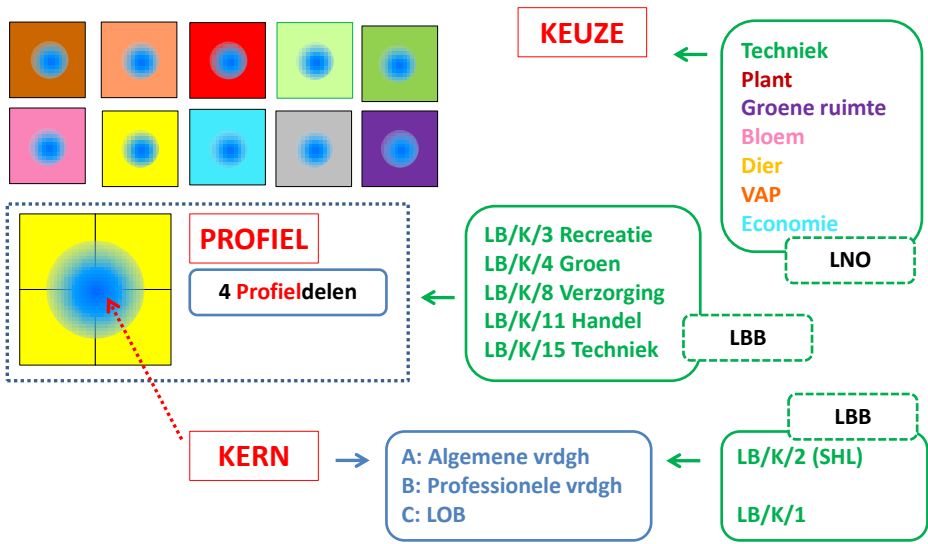 KEUZE
Techniek
Plant
Groene ruimte
Bloem
Dier
VAP
Economie
LNO
PROFIEL
4 Profieldelen
LB/K/3 Recreatie
LB/K/4 Groen
LB/K/8 Verzorging
LB/K/11 Handel
LB/K/15 Techniek
LBB
KERN
A: Algemene vrdgh
B: Professionele vrdgh
C: LOB
LBB
LB/K/2 (SHL)
LB/K/1